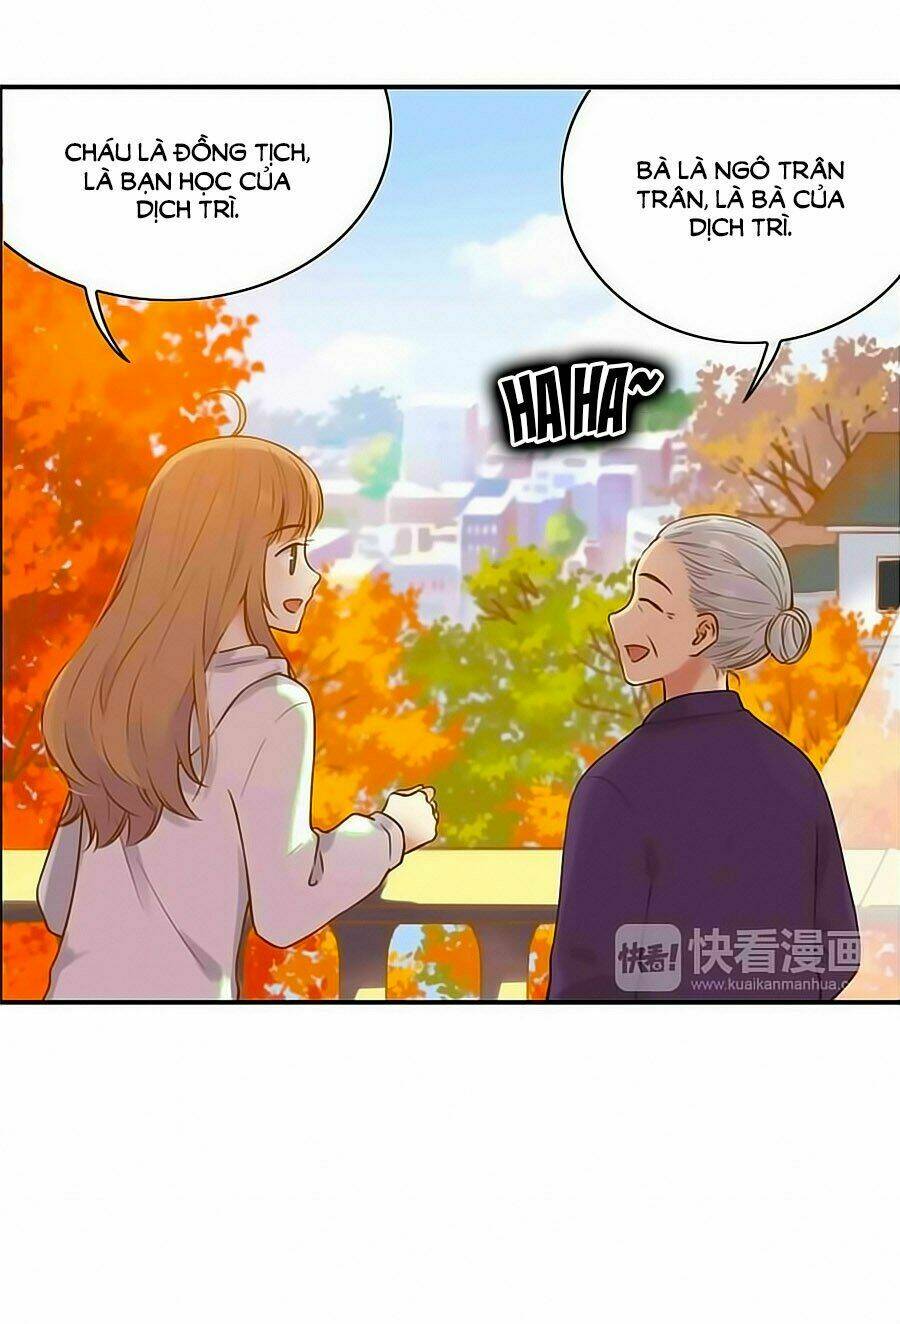 CHÁU LÀ ĐỒNG TỊCH,
LÀ BẠN HỌC CỦA
DỊCH TRÌ.
BÀ LÀ NGÔ TRÂN
TRÂN, LÀ BÀ CỦA
DỊCH TRÌ.
HA HA~
快看! 快看漫画
www.kuaikanmanhua.c